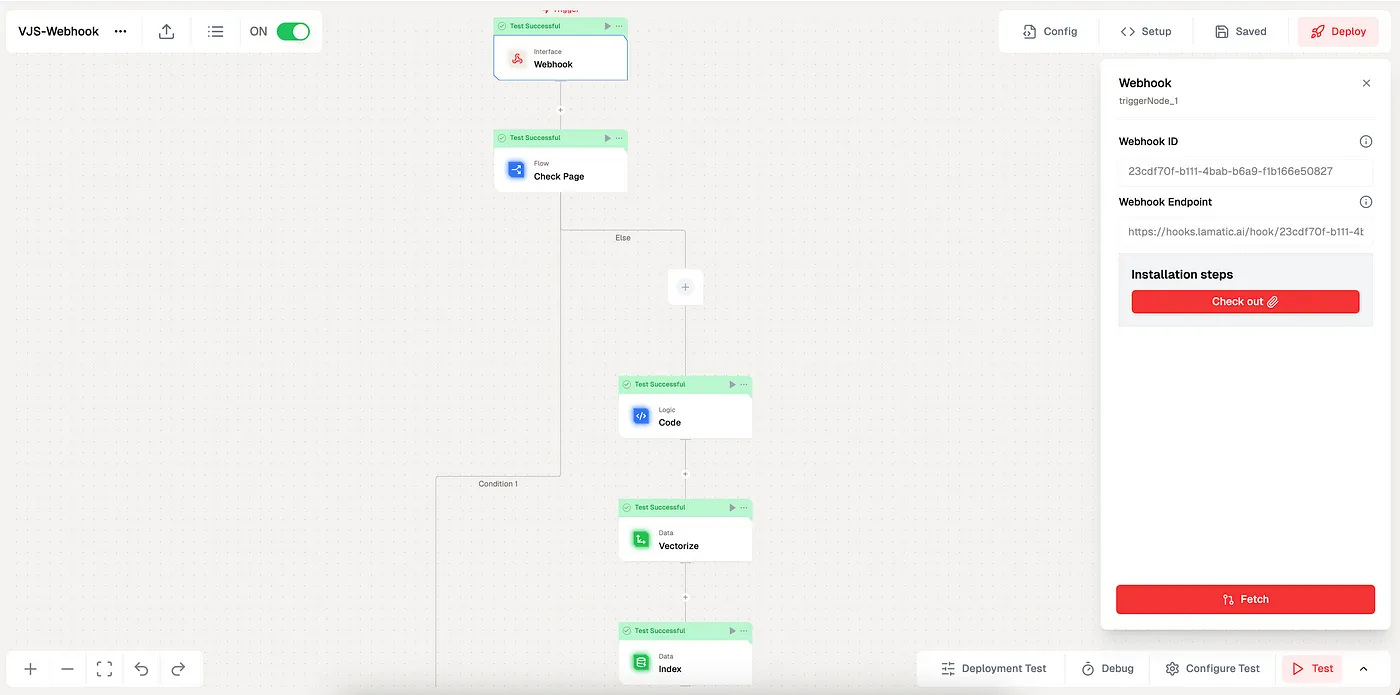 VJS-Webhook
ON
Config
Setup
Saved
Deploy
Trigger
Test Successful
Interface
Webhook
Test Successful
Flow
Check Page
Else
Test Successful
Logic
Code
Condition 1
Test Successful
Data
Vectorize
Test Successful
Data
Index
Webhook
triggerNode_1
Webhook ID
23cdf70f-b111-4bab-b6a9-f1b166e50827
Webhook Endpoint
https://hooks.lamatic.ai/hook/23cdf70f-b111-4b
Installation steps
Check out
Fetch
Deployment Test
Debug
Configure Test
Test